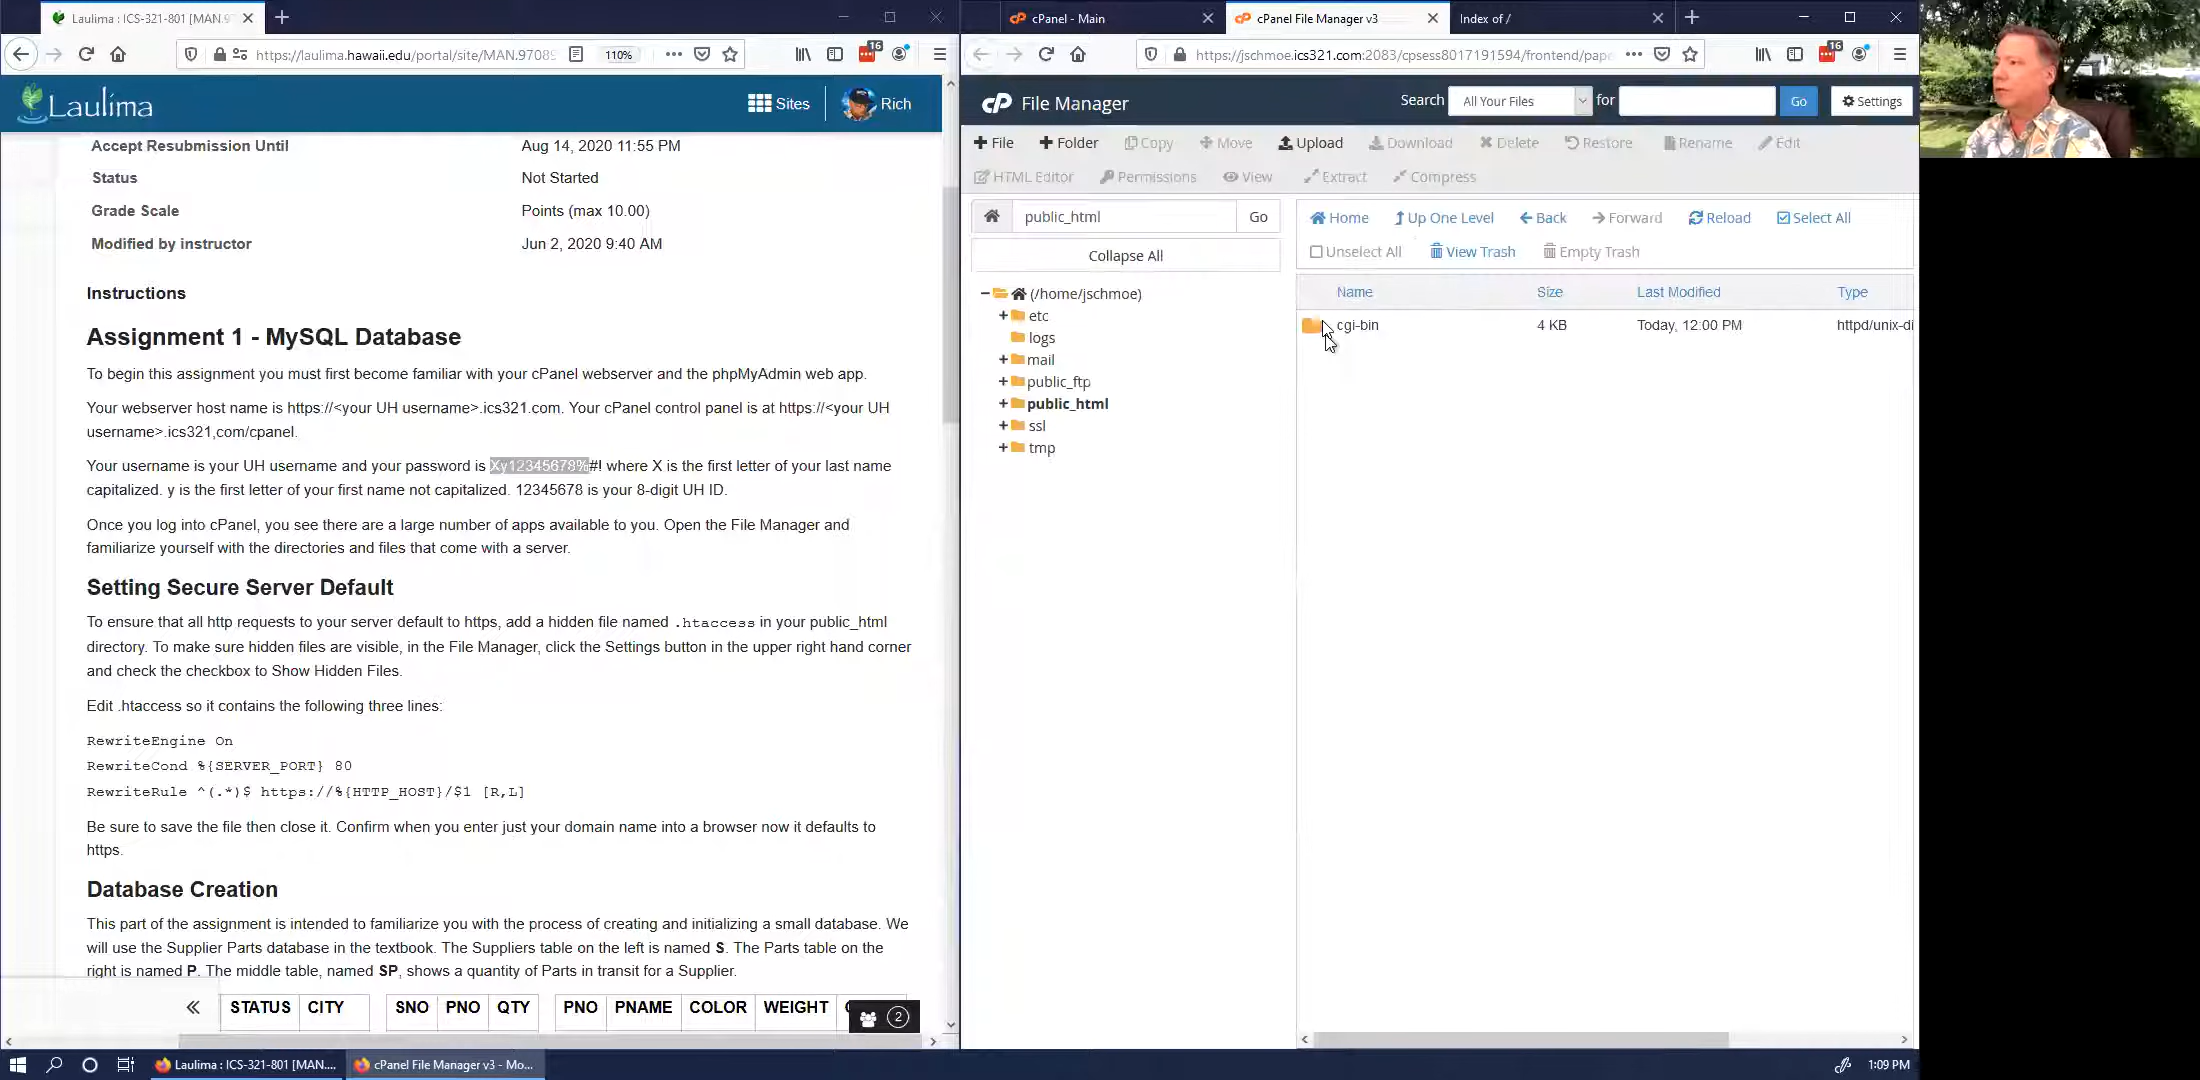 Laulima : ICS-321-801 [MAN.97
https://laulima.hawaii.edu/portal/site/MAN.97089
110%
16
Laulima
Sites
Rich
Accept Resubmission Until Aug 14, 2020 11:55 PM
Status Not Started
Grade Scale Points (max 10.00)
Modified by instructor Jun 2, 2020 9:40 AM
Instructions
Assignment 1 - MySQL Database
To begin this assignment you must first become familiar with your cPanel webserver and the phpMyAdmin web app.
Your webserver host name is https://<your UH username>.ics321.com. Your cPanel control panel is at https://<your UH
username>.ics321,com/cpanel.
Your username is your UH username and your password is Xy12345678%#! where X is the first letter of your last name
capitalized. y is the first letter of your first name not capitalized. 12345678 is your 8-digit UH ID.
Once you log into cPanel, you see there are a large number of apps available to you. Open the File Manager and
familiarize yourself with the directories and files that come with a server.
Setting Secure Server Default
To ensure that all http requests to your server default to https, add a hidden file named .htaccess in your public_html
directory. To make sure hidden files are visible, in the File Manager, click the Settings button in the upper right hand corner
and check the checkbox to Show Hidden Files.
Edit .htaccess so it contains the following three lines:
RewriteEngine On
RewriteCond %{SERVER_PORT} 80
RewriteRule ^(.*)$ https://%{HTTP_HOST}/$1 [R,L]
Be sure to save the file then close it. Confirm when you enter just your domain name into a browser now it defaults to
https.
Database Creation
This part of the assignment is intended to familiarize you with the process of creating and initializing a small database. We
will use the Supplier Parts database in the textbook. The Suppliers table on the left is named S. The Parts table on the
right is named P. The middle table, named SP, shows a quantity of Parts in transit for a Supplier.
STATUS CITY SNO PNO QTY PNO PNAME COLOR WEIGHT
2
cPanel - Main
cPanel File Manager v3
Index of /
https://jschmoe.ics321.com:2083/cpsess8017191594/frontend/pape
16
cP File Manager
Search All Your Files for Go Settings
File Folder Copy Move Upload Download Delete Restore Rename Edit
HTML Editor Permissions View Extract Compress
public_html Go
Collapse All
(/home/jschmoe)
etc
logs
mail
public_ftp
public_html
ssl
tmp
Home Up One Level Back Forward Reload Select All
Unselect All View Trash Empty Trash
Name Size Last Modified Type
cgi-bin 4 KB Today, 12:00 PM httpd/unix-di
Laulima : ICS-321-801 [MAN.... cPanel File Manager v3 - Mo... 1:09 PM